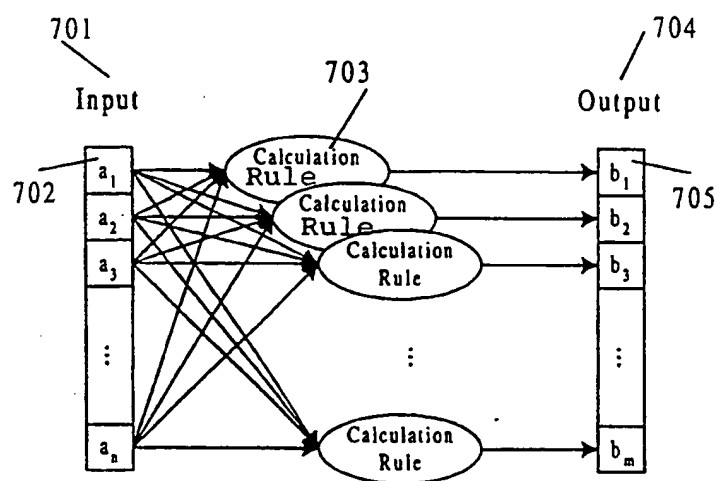 701
704
703
Input
Output
702
a1
Calculation
Rule
b1
705
a2
Calculation
Rule
b2
a3
Calculation
Rule
b3
⋮
⋮
⋮
an
Calculation
Rule
bm